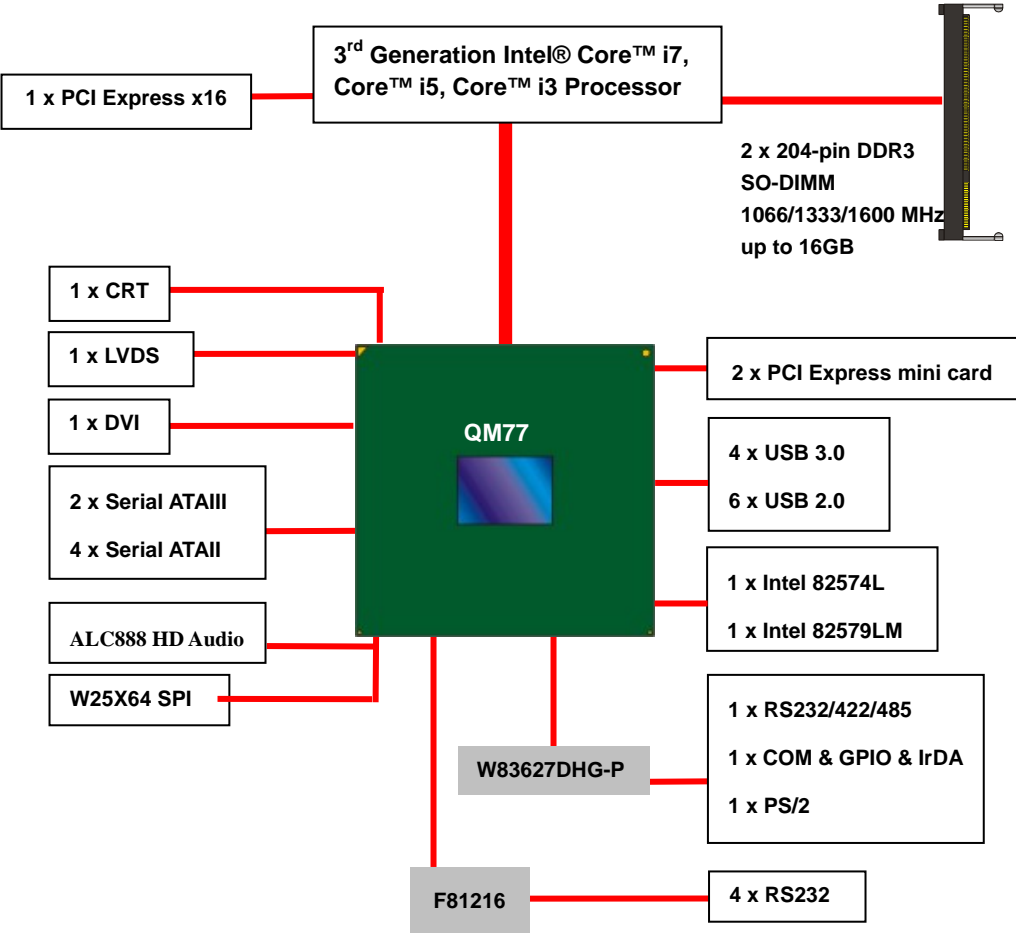 3rd Generation Intel® Core™ i7,
Core™ i5, Core™ i3 Processor
1 x PCI Express x16
2 x 204-pin DDR3
SO-DIMM
1066/1333/1600 MHz
up to 16GB
1 x CRT
1 x LVDS
1 x DVI
2 x Serial ATAIII
4 x Serial ATAII
ALC888 HD Audio
W25X64 SPI
QM77
2 x PCI Express mini card
4 x USB 3.0
6 x USB 2.0
1 x Intel 82574L
1 x Intel 82579LM
W83627DHG-P
1 x RS232/422/485
1 x COM & GPIO & IrDA
1 x PS/2
F81216
4 x RS232